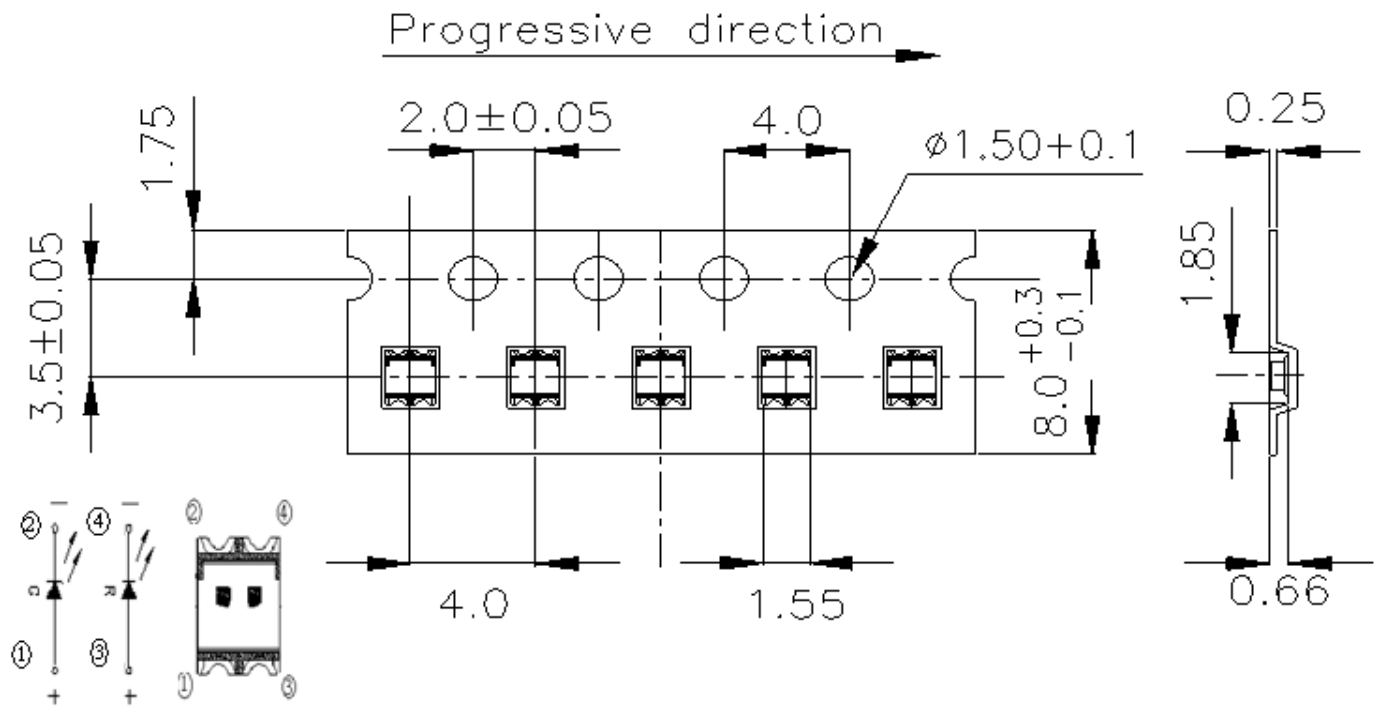 Progressive direction
2.0±0.05
4.0
0.25
1.75
ø1.50+0.1
3.5±0.05
1.85
8.0 +0.3 -0.1
② − ④ −
② ④
G R
① ③
+ +
① ③
4.0
1.55
0.66